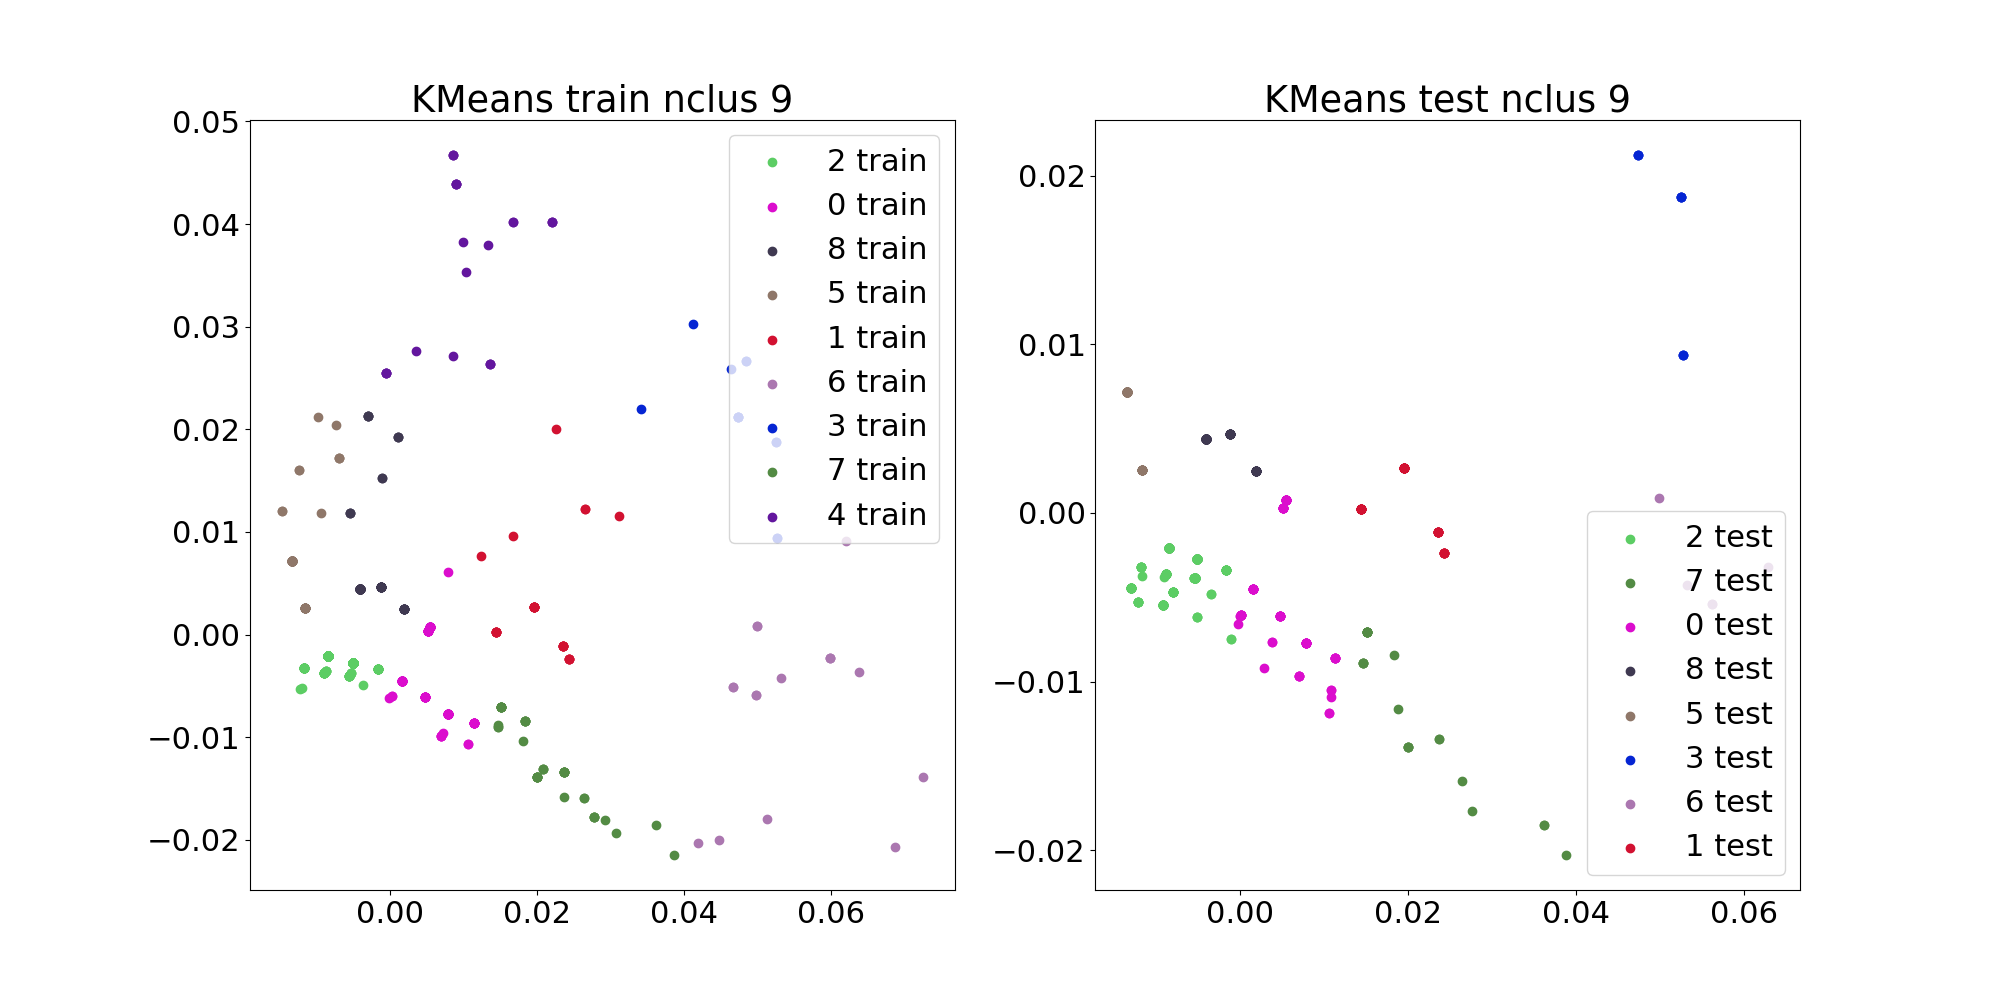 KMeans train nclus 9
0.05
0.04
0.03
0.02
0.01
0.00
−0.01
−0.02
0.00 0.02 0.04 0.06
2 train
0 train
8 train
5 train
1 train
6 train
3 train
7 train
4 train
KMeans test nclus 9
0.02
0.01
0.00
−0.01
−0.02
0.00 0.02 0.04 0.06
2 test
7 test
0 test
8 test
5 test
3 test
6 test
1 test